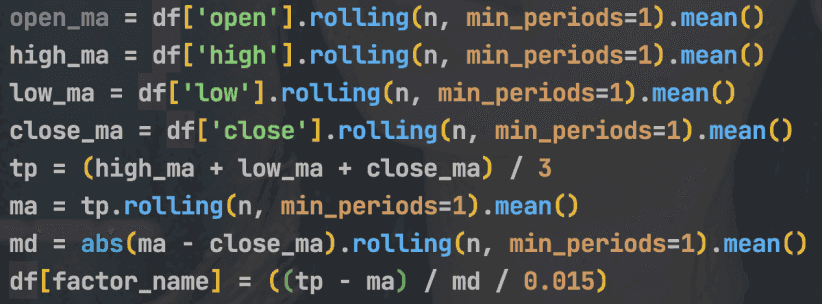 open_ma = df['open'].rolling(n, min_periods=1).mean()
high_ma = df['high'].rolling(n, min_periods=1).mean()
low_ma = df['low'].rolling(n, min_periods=1).mean()
close_ma = df['close'].rolling(n, min_periods=1).mean()
tp = (high_ma + low_ma + close_ma) / 3
ma = tp.rolling(n, min_periods=1).mean()
md = abs(ma - close_ma).rolling(n, min_periods=1).mean()
df[factor_name] = ((tp - ma) / md / 0.015)